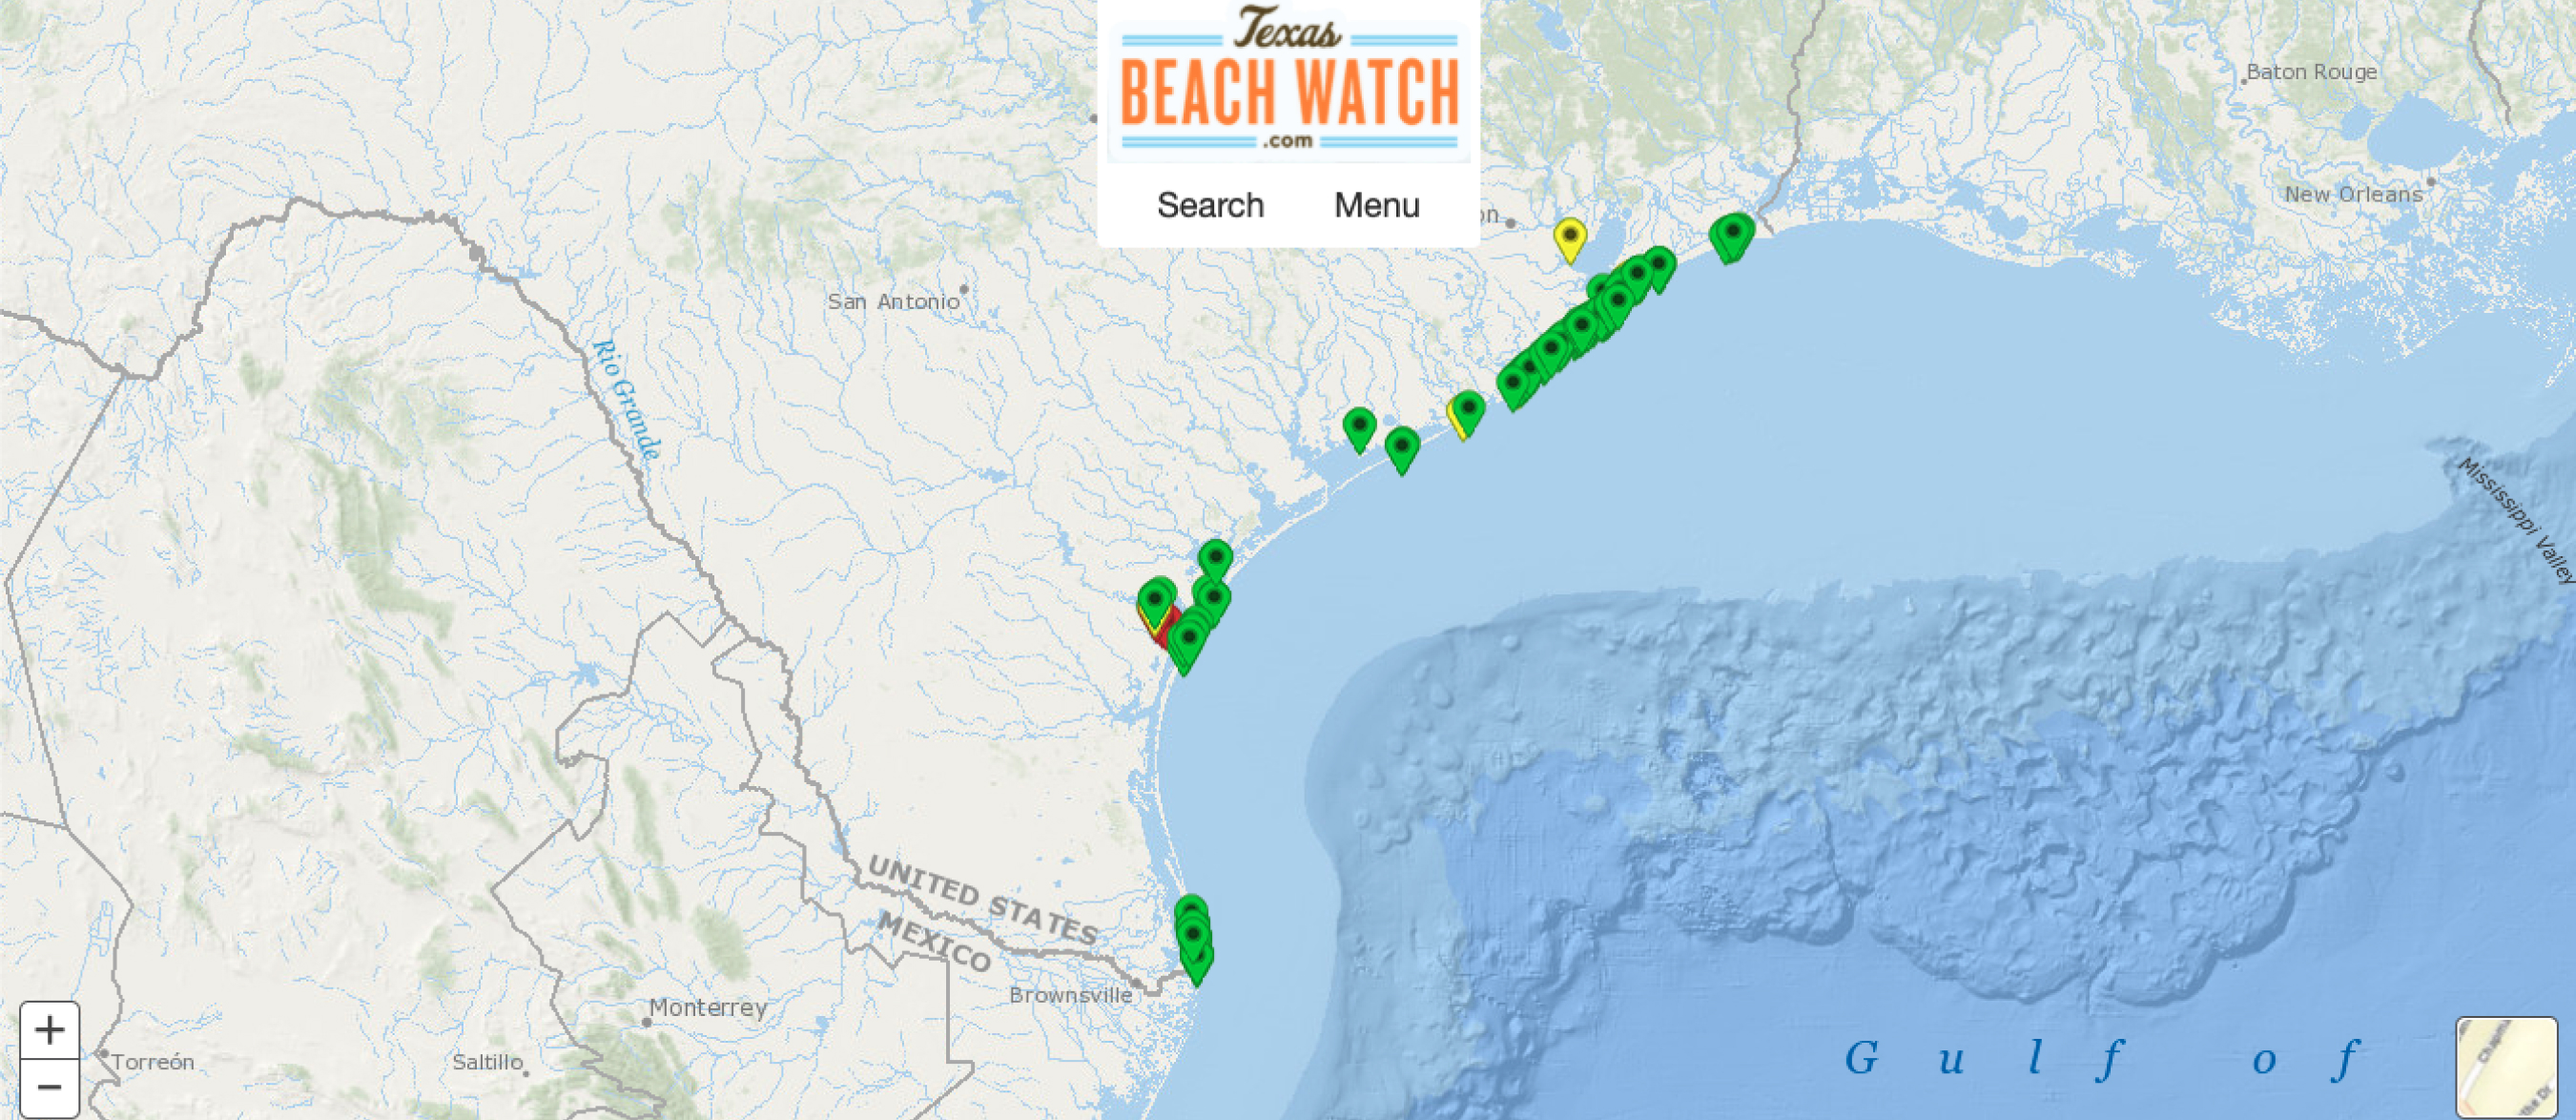 Texas
BEACH WATCH
.com
Search Menu
Baton Rouge
New Orleans
on
San Antonio
Rio Grande
Mississippi Valley
UNITED STATES
MEXICO
Brownsville
Monterrey
Torreón
Saltillo
Gulf of
+
−